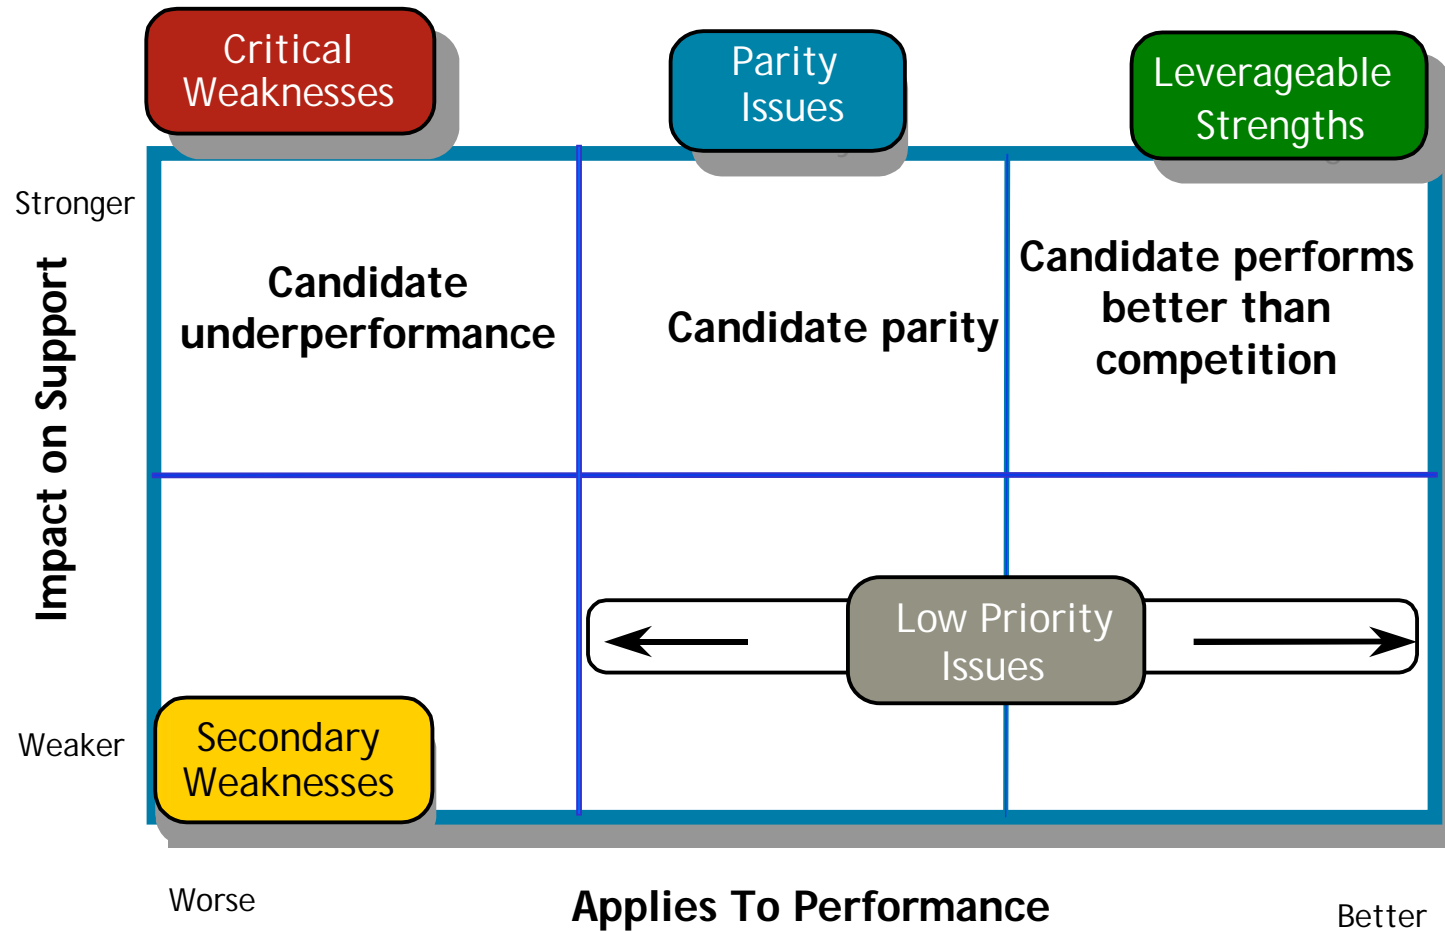 Critical
Weaknesses
Parity
Issues
Leverageable
Strengths
Stronger
Impact on Support
Candidate
underperformance
Candidate parity
Candidate performs
better than
competition
Low Priority
Issues
Weaker
Secondary
Weaknesses
Worse
Applies To Performance
Better